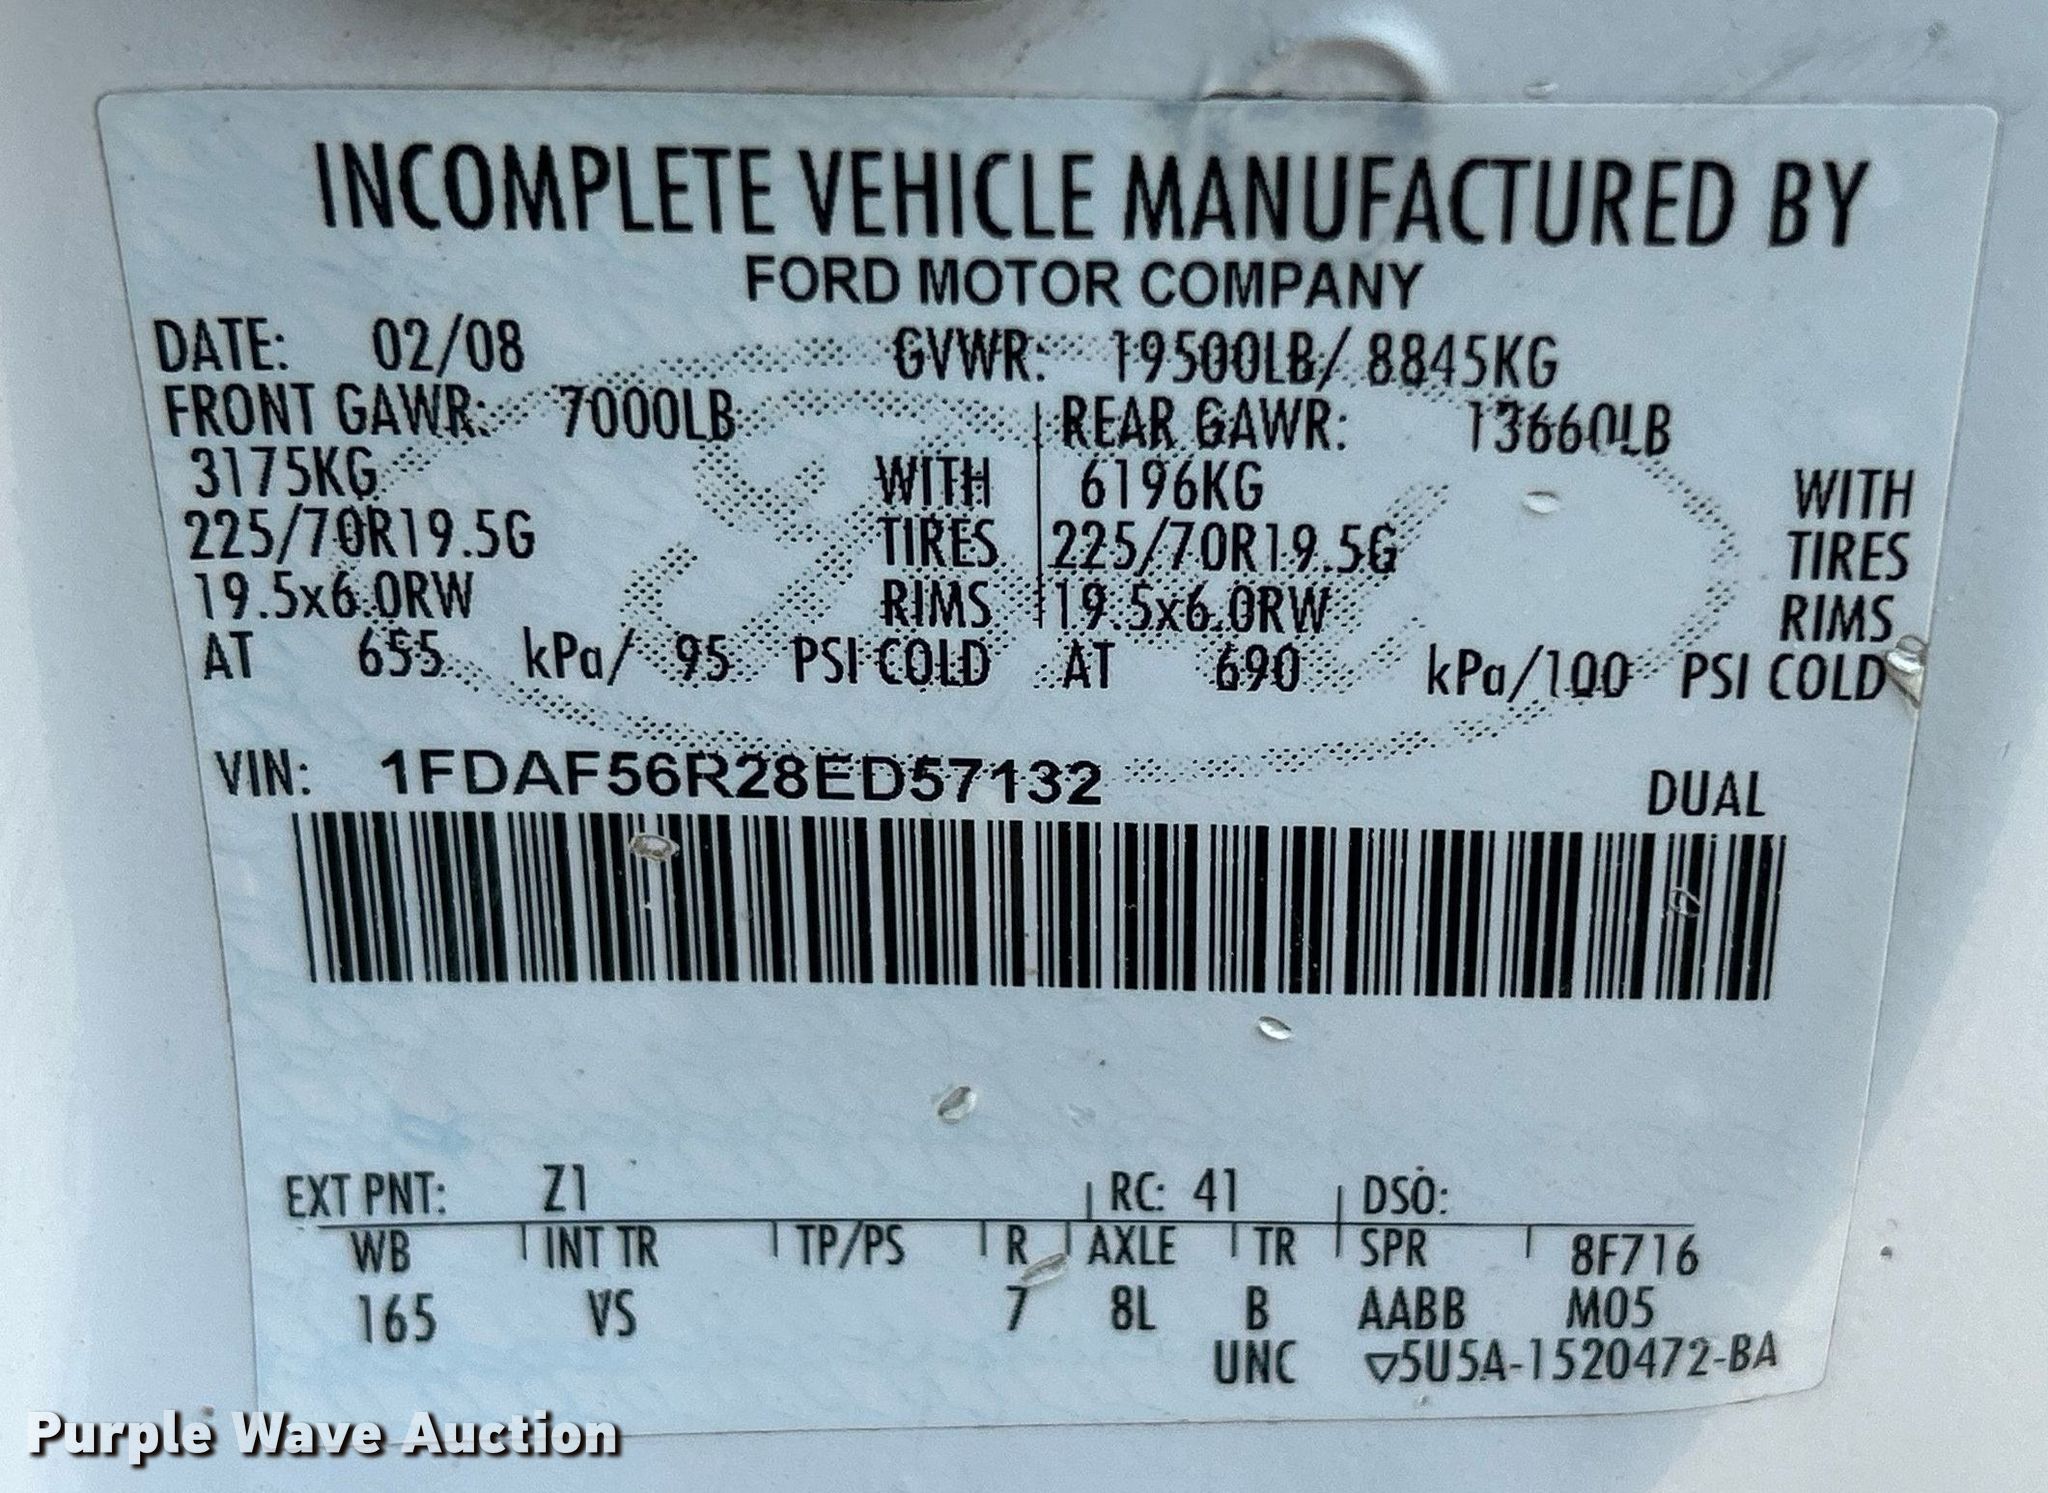 INCOMPLETE VEHICLE MANUFACTURED BY
FORD MOTOR COMPANY
DATE: 02/08 GVWR: 19500LB/ 8845KG
FRONT GAWR: 7000LB REAR GAWR: 13660LB
3175KG WITH 6196KG WITH
225/70R19.5G TIRES 225/70R19.5G TIRES
19.5x6.0RW RIMS 19.5x6.0RW RIMS
AT 655 kPa/ 95 PSI COLD AT 690 kPa/100 PSI COLD
VIN: 1FDAF56R28ED57132 DUAL
EXT PNT: Z1 RC: 41 DSO:
WB INT TR TP/PS R AXLE TR SPR 8F716
165 VS 7 8L B AABB M05
UNC ▽5U5A-1520472-BA
Purple Wave Auction